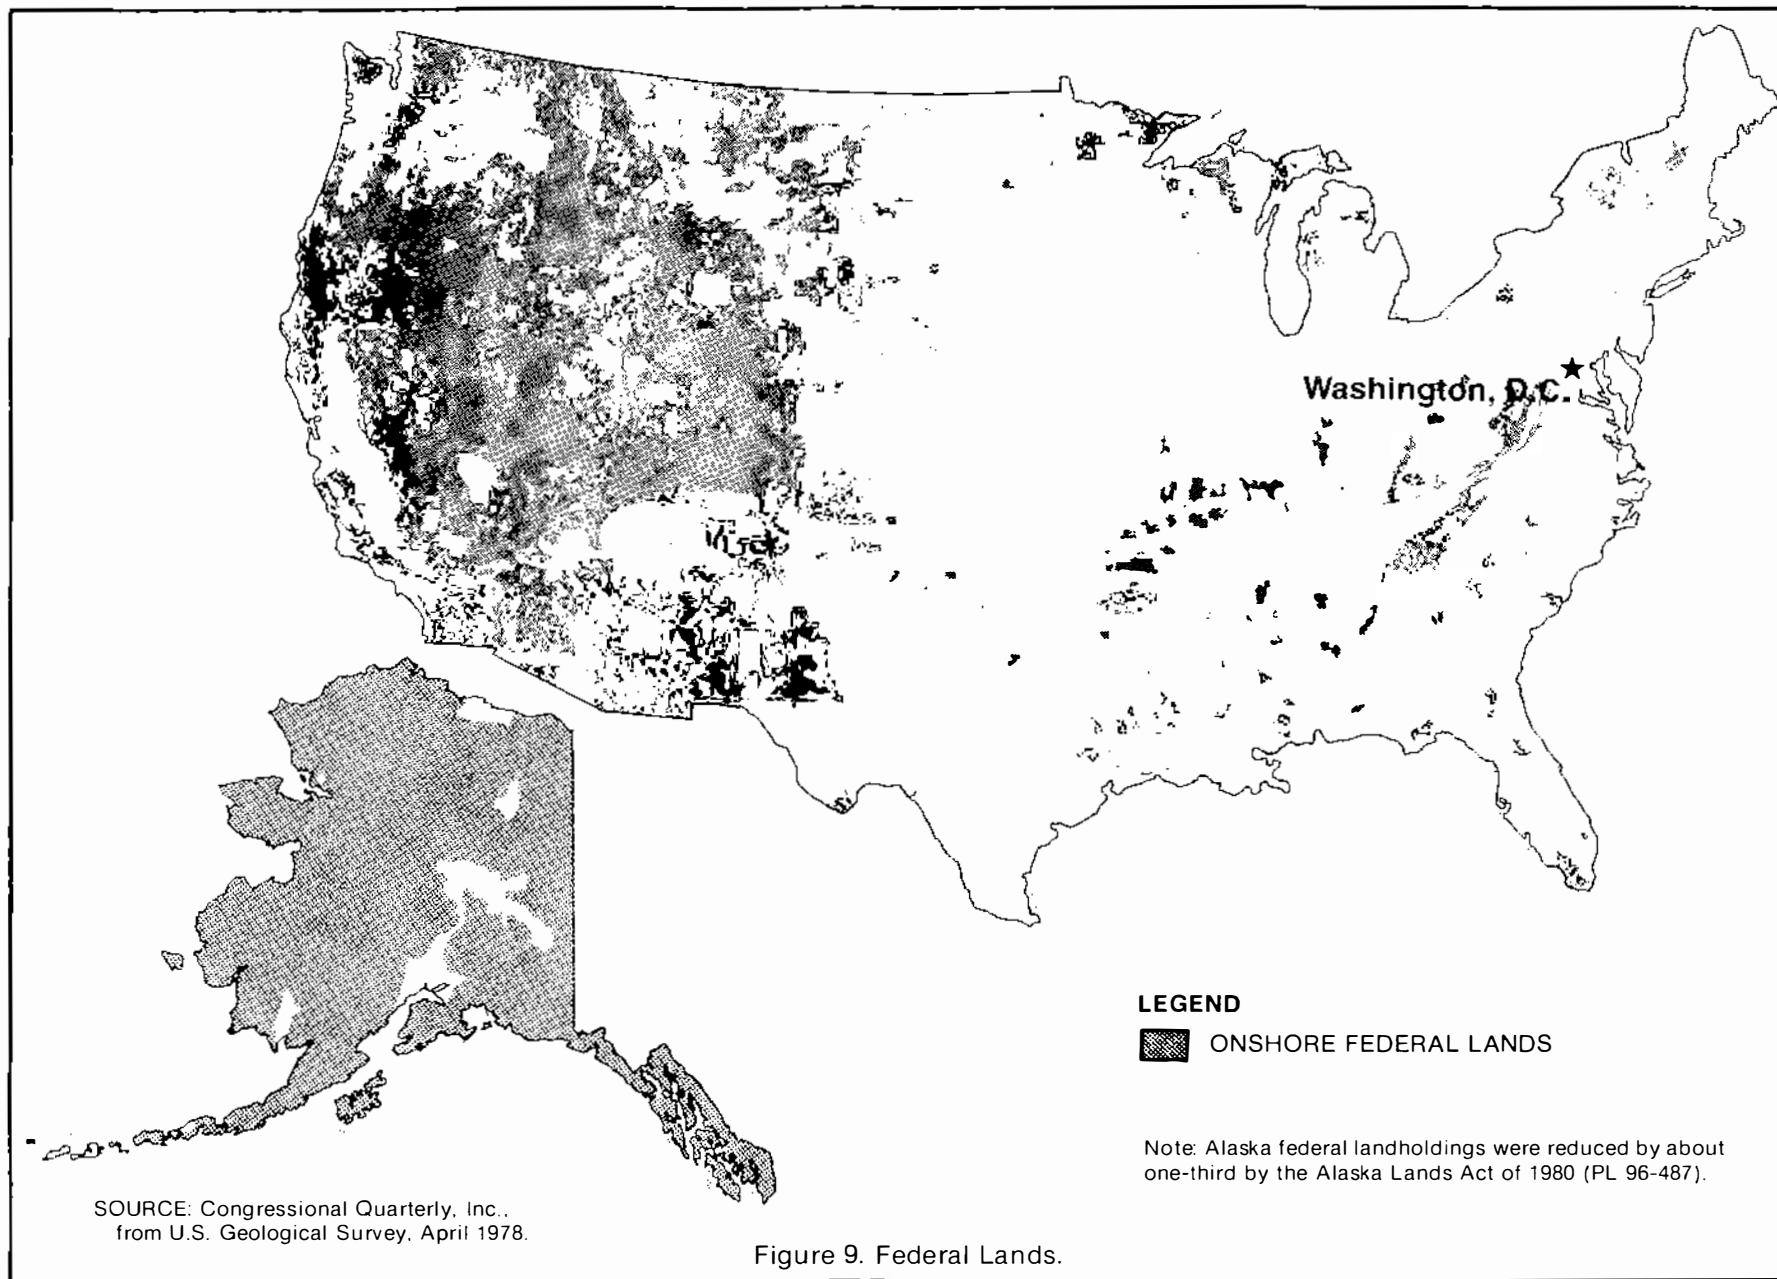 Washington, D.C.
LEGEND
ONSHORE FEDERAL LANDS
Note: Alaska federal landholdings were reduced by about
one-third by the Alaska Lands Act of 1980 (PL 96-487).
SOURCE: Congressional Quarterly, Inc.,
from U.S. Geological Survey, April 1978.
Figure 9. Federal Lands.